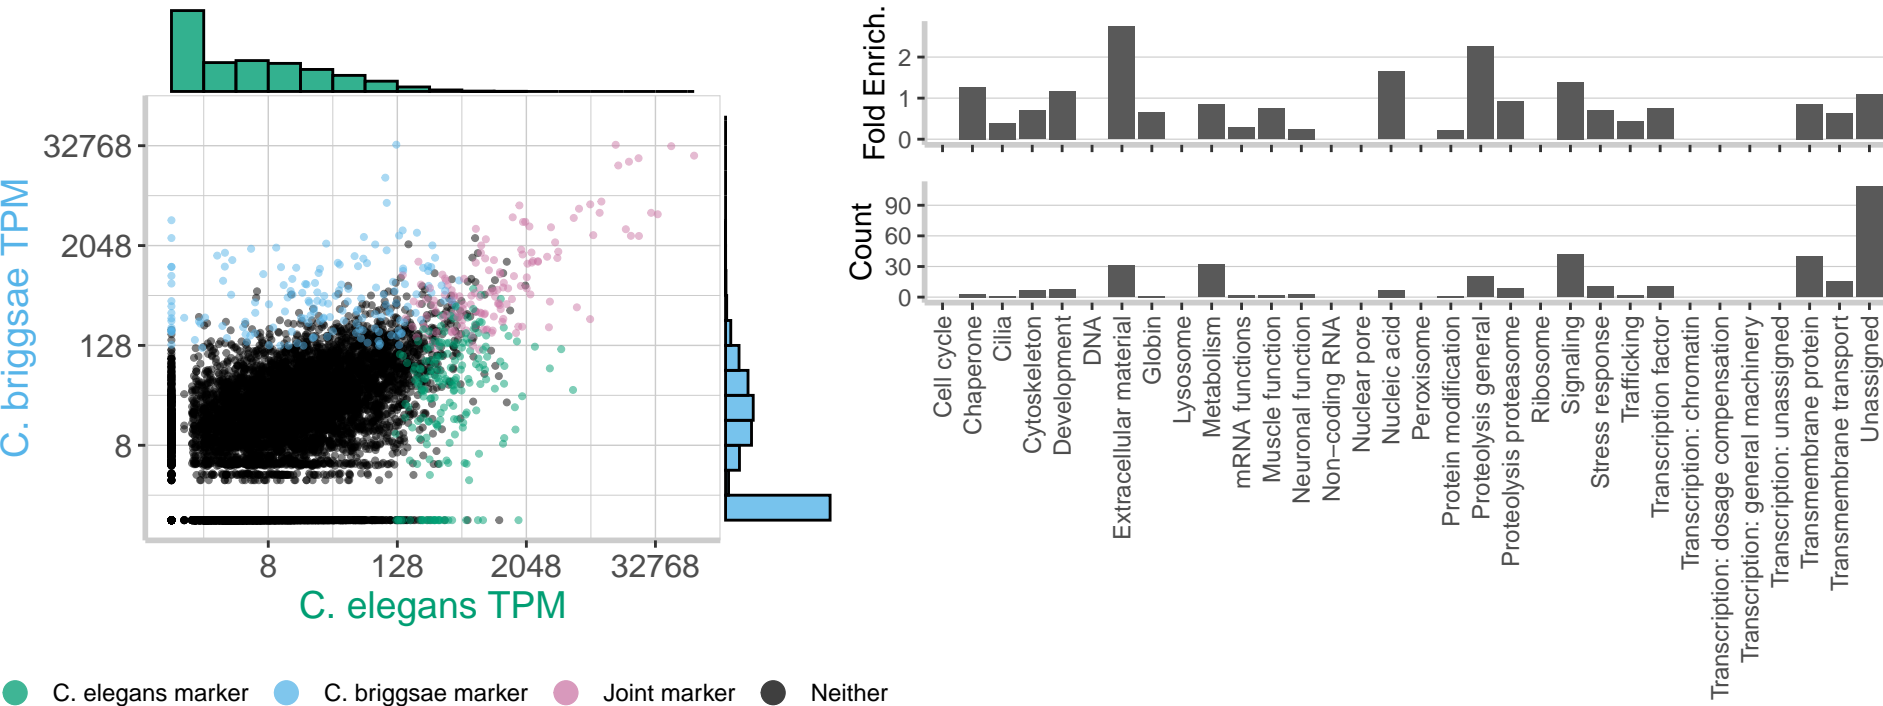 C. briggsae TPM
32768
2048
128
8
8
128
2048
32768
C. elegans TPM
C. elegans marker
C. briggsae marker
Joint marker
Neither
Fold Enrich.
2
1
0
Count
90
60
30
0
Cell cycle
Chaperone
Cilia
Cytoskeleton
Development
DNA
Extracellular material
Globin
Lysosome
Metabolism
mRNA functions
Muscle function
Neuronal function
Non−coding RNA
Nuclear pore
Nucleic acid
Peroxisome
Protein modification
Proteolysis general
Proteolysis proteasome
Ribosome
Signaling
Stress response
Trafficking
Transcription factor
Transcription: chromatin
Transcription: dosage compensation
Transcription: general machinery
Transcription: unassigned
Transmembrane protein
Transmembrane transport
Unassigned